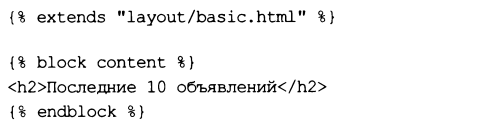 {% extends "layout/basic.html" %}
{% block content %}
<h2>Последние 10 объявлений</h2>
{% endblock %}